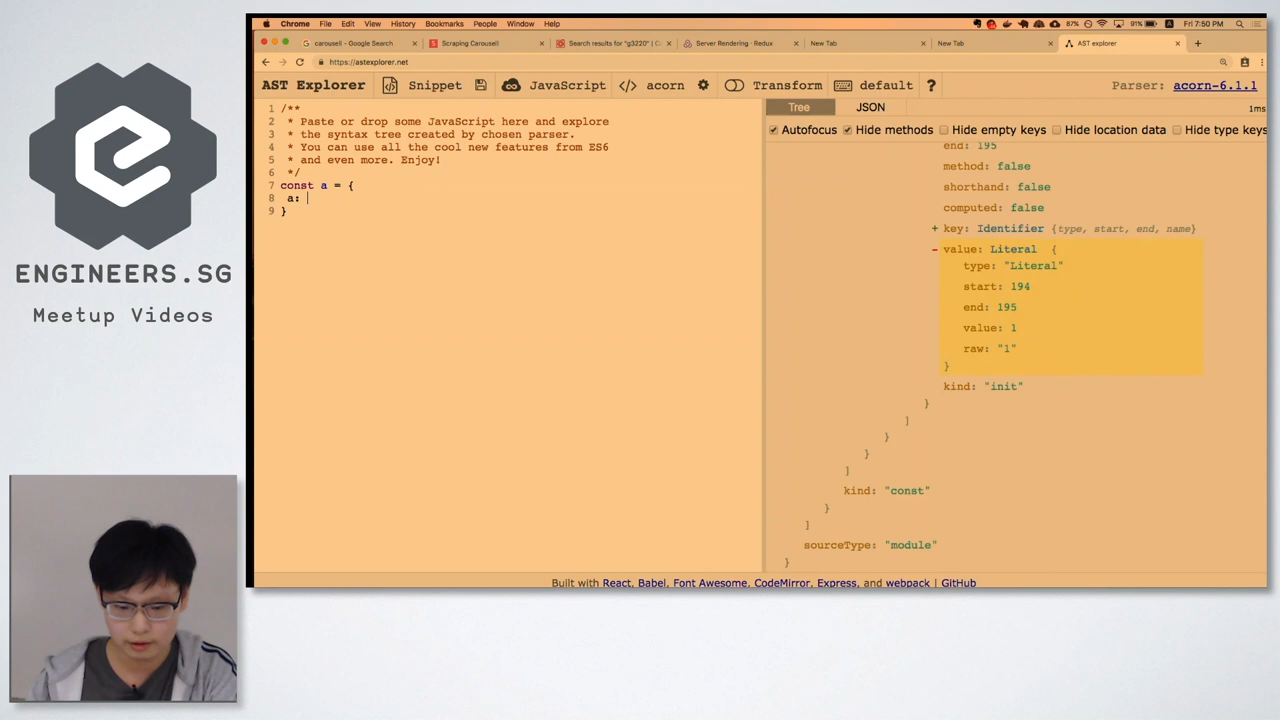 Chrome File Edit View History Bookmarks People Window Help 87% 91% Fri 7:50 PM
carousell - Google Search Scraping Carousell Search results for "g3220" | C Server Rendering · Redux New Tab New Tab AST explorer
https://astexplorer.net
AST Explorer Snippet JavaScript </> acorn Transform default ? Parser: acorn-6.1.1
Tree JSON 1ms
Autofocus Hide methods Hide empty keys Hide location data Hide type keys
1 /**
2 * Paste or drop some JavaScript here and explore
3 * the syntax tree created by chosen parser.
4 * You can use all the cool new features from ES6
5 * and even more. Enjoy!
6 */
7 const a = {
8 a:
9 }
end: 195
method: false
shorthand: false
computed: false
+ key: Identifier {type, start, end, name}
- value: Literal {
type: "Literal"
start: 194
end: 195
value: 1
raw: "1"
}
kind: "init"
}
]
}
}
]
kind: "const"
}
]
sourceType: "module"
}
Built with React, Babel, Font Awesome, CodeMirror, Express, and webpack | GitHub
ENGINEERS.SG
Meetup Videos